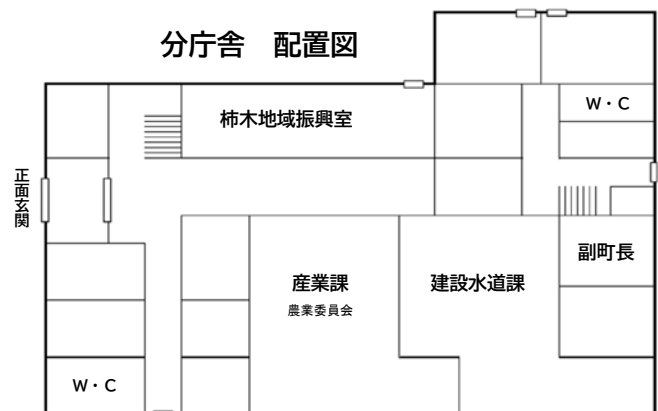 分庁舎　配置図
W・C
柿木地域振興室
正面玄関
副町長
産業課
建設水道課
農業委員会
W・C